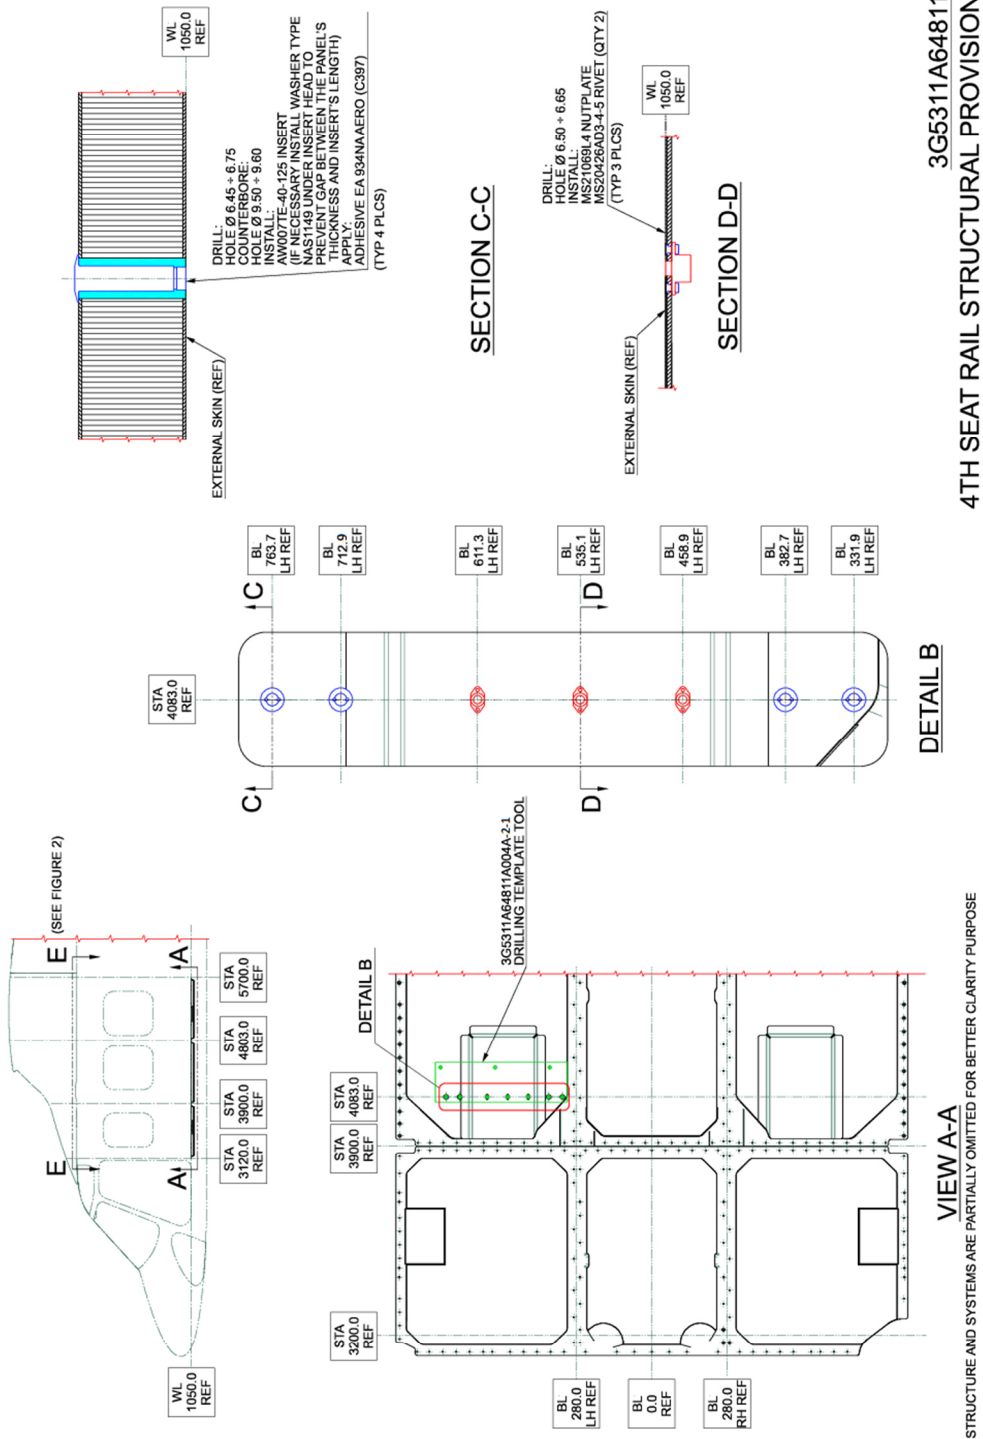 WL
1050.0
REF
(SEE FIGURE 2)
E
E
A
A
STA
3120.0
REF
STA
3900.0
REF
STA
4803.0
REF
STA
5700.0
REF
STA
4083.0
REF
C
C
D
D
BL
763.7
LH REF
BL
712.9
LH REF
BL
611.3
LH REF
BL
535.1
LH REF
BL
458.9
LH REF
BL
382.7
LH REF
BL
331.9
LH REF
DETAIL B
WL
1050.0
REF
EXTERNAL SKIN (REF)
DRILL:
HOLE Ø 6.45 ÷ 6.75
COUNTERBORE:
HOLE Ø 9.50 ÷ 9.60
INSTALL:
AW007TE-40-125 INSERT
(IF NECESSARY INSTALL WASHER TYPE
NAS1149 UNDER INSERT HEAD TO
PREVENT GAP BETWEEN THE PANEL'S
THICKNESS AND INSERT'S LENGTH)
APPLY:
ADHESIVE EA 934NA AERO (C397)
(TYP 4 PLCS)
SECTION C-C
DRILL:
HOLE Ø 6.50 ÷ 6.65
INSTALL:
MS21069L4 NUTPLATE
MS20426AD3-4-5 RIVET (QTY 2)
(TYP 3 PLCS)
WL
1050.0
REF
EXTERNAL SKIN (REF)
SECTION D-D
STA
3200.0
REF
STA
3900.0
REF
STA
4083.0
REF
DETAIL B
3G5311A64811A004A-2-1
DRILLING TEMPLATE TOOL
BL
280.0
LH REF
BL
0.0
REF
BL
280.0
RH REF
VIEW A-A
STRUCTURE AND SYSTEMS ARE PARTIALLY OMITTED FOR BETTER CLARITY PURPOSE
3G5311A64811
4TH SEAT RAIL STRUCTURAL PROVISION